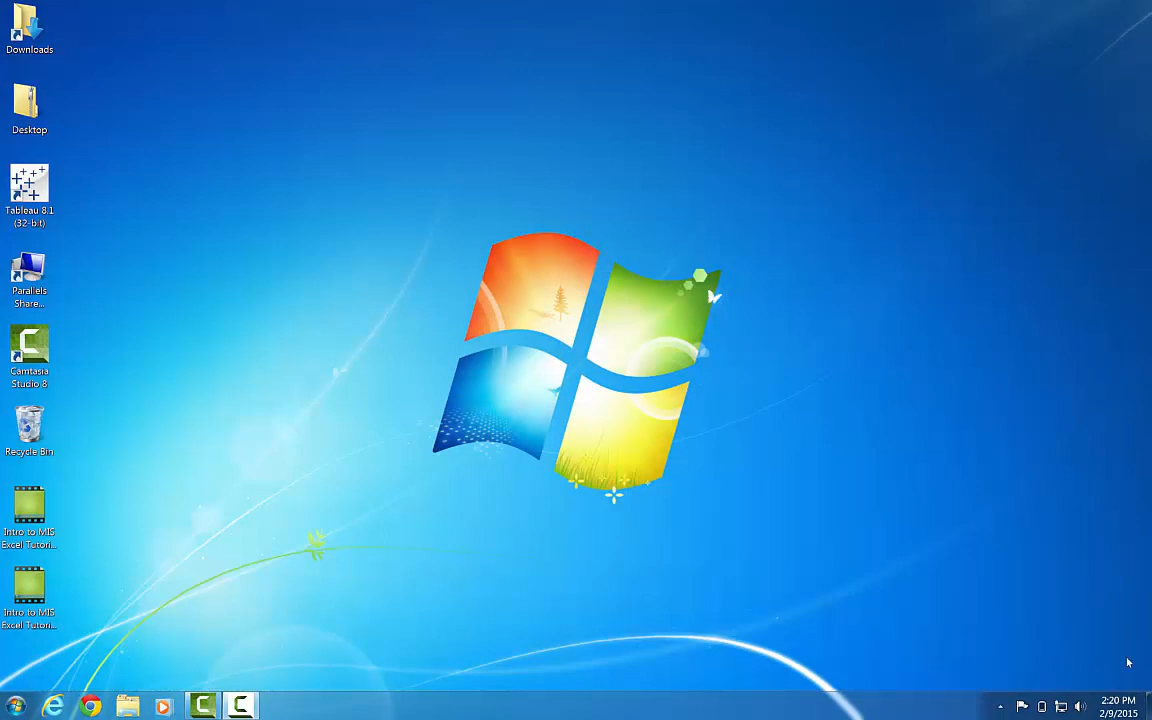 Downloads
Desktop
Tableau 8.1
(32-bit)
Parallels
Share...
Camtasia
Studio 8
Recycle Bin
Intro to MIS
Excel Tutori...
Intro to MIS
Excel Tutori...
2:20 PM
2/9/2015